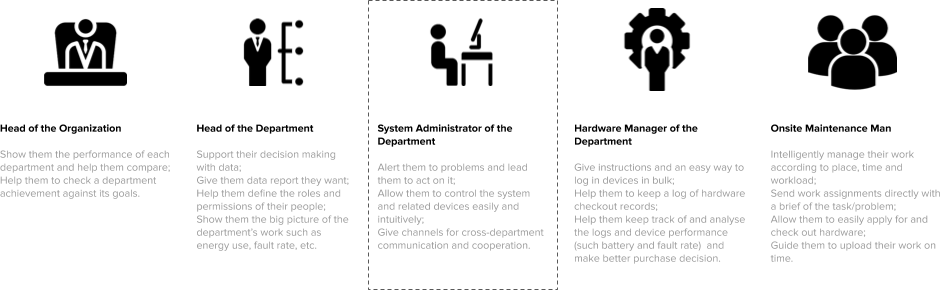 Head of the Organization
Show them the performance of each
department and help them compare;
Help them to check a department
achievement against its goals.
Head of the Department
Support their decision making
with data;
Give them data report they want;
Help them define the roles and
permissions of their people;
Show them the big picture of the
department's work such as
energy use, fault rate, etc.
System Administrator of the
Department
Alert them to problems and lead
them to act on it;
Allow them to control the system
and related devices easily and
intuitively;
Give channels for cross-department
communication and cooperation.
Hardware Manager of the
Department
Give instructions and an easy way to
log in devices in bulk;
Help them to keep a log of hardware
checkout records;
Help them keep track of and analyse
the logs and device performance
(such battery and fault rate) and
make better purchase decision.
Onsite Maintenance Man
Intelligently manage their work
according to place, time and
workload;
Send work assignments directly with
a brief of the task/problem;
Allow them to easily apply for and
check out hardware;
Guide them to upload their work on
time.